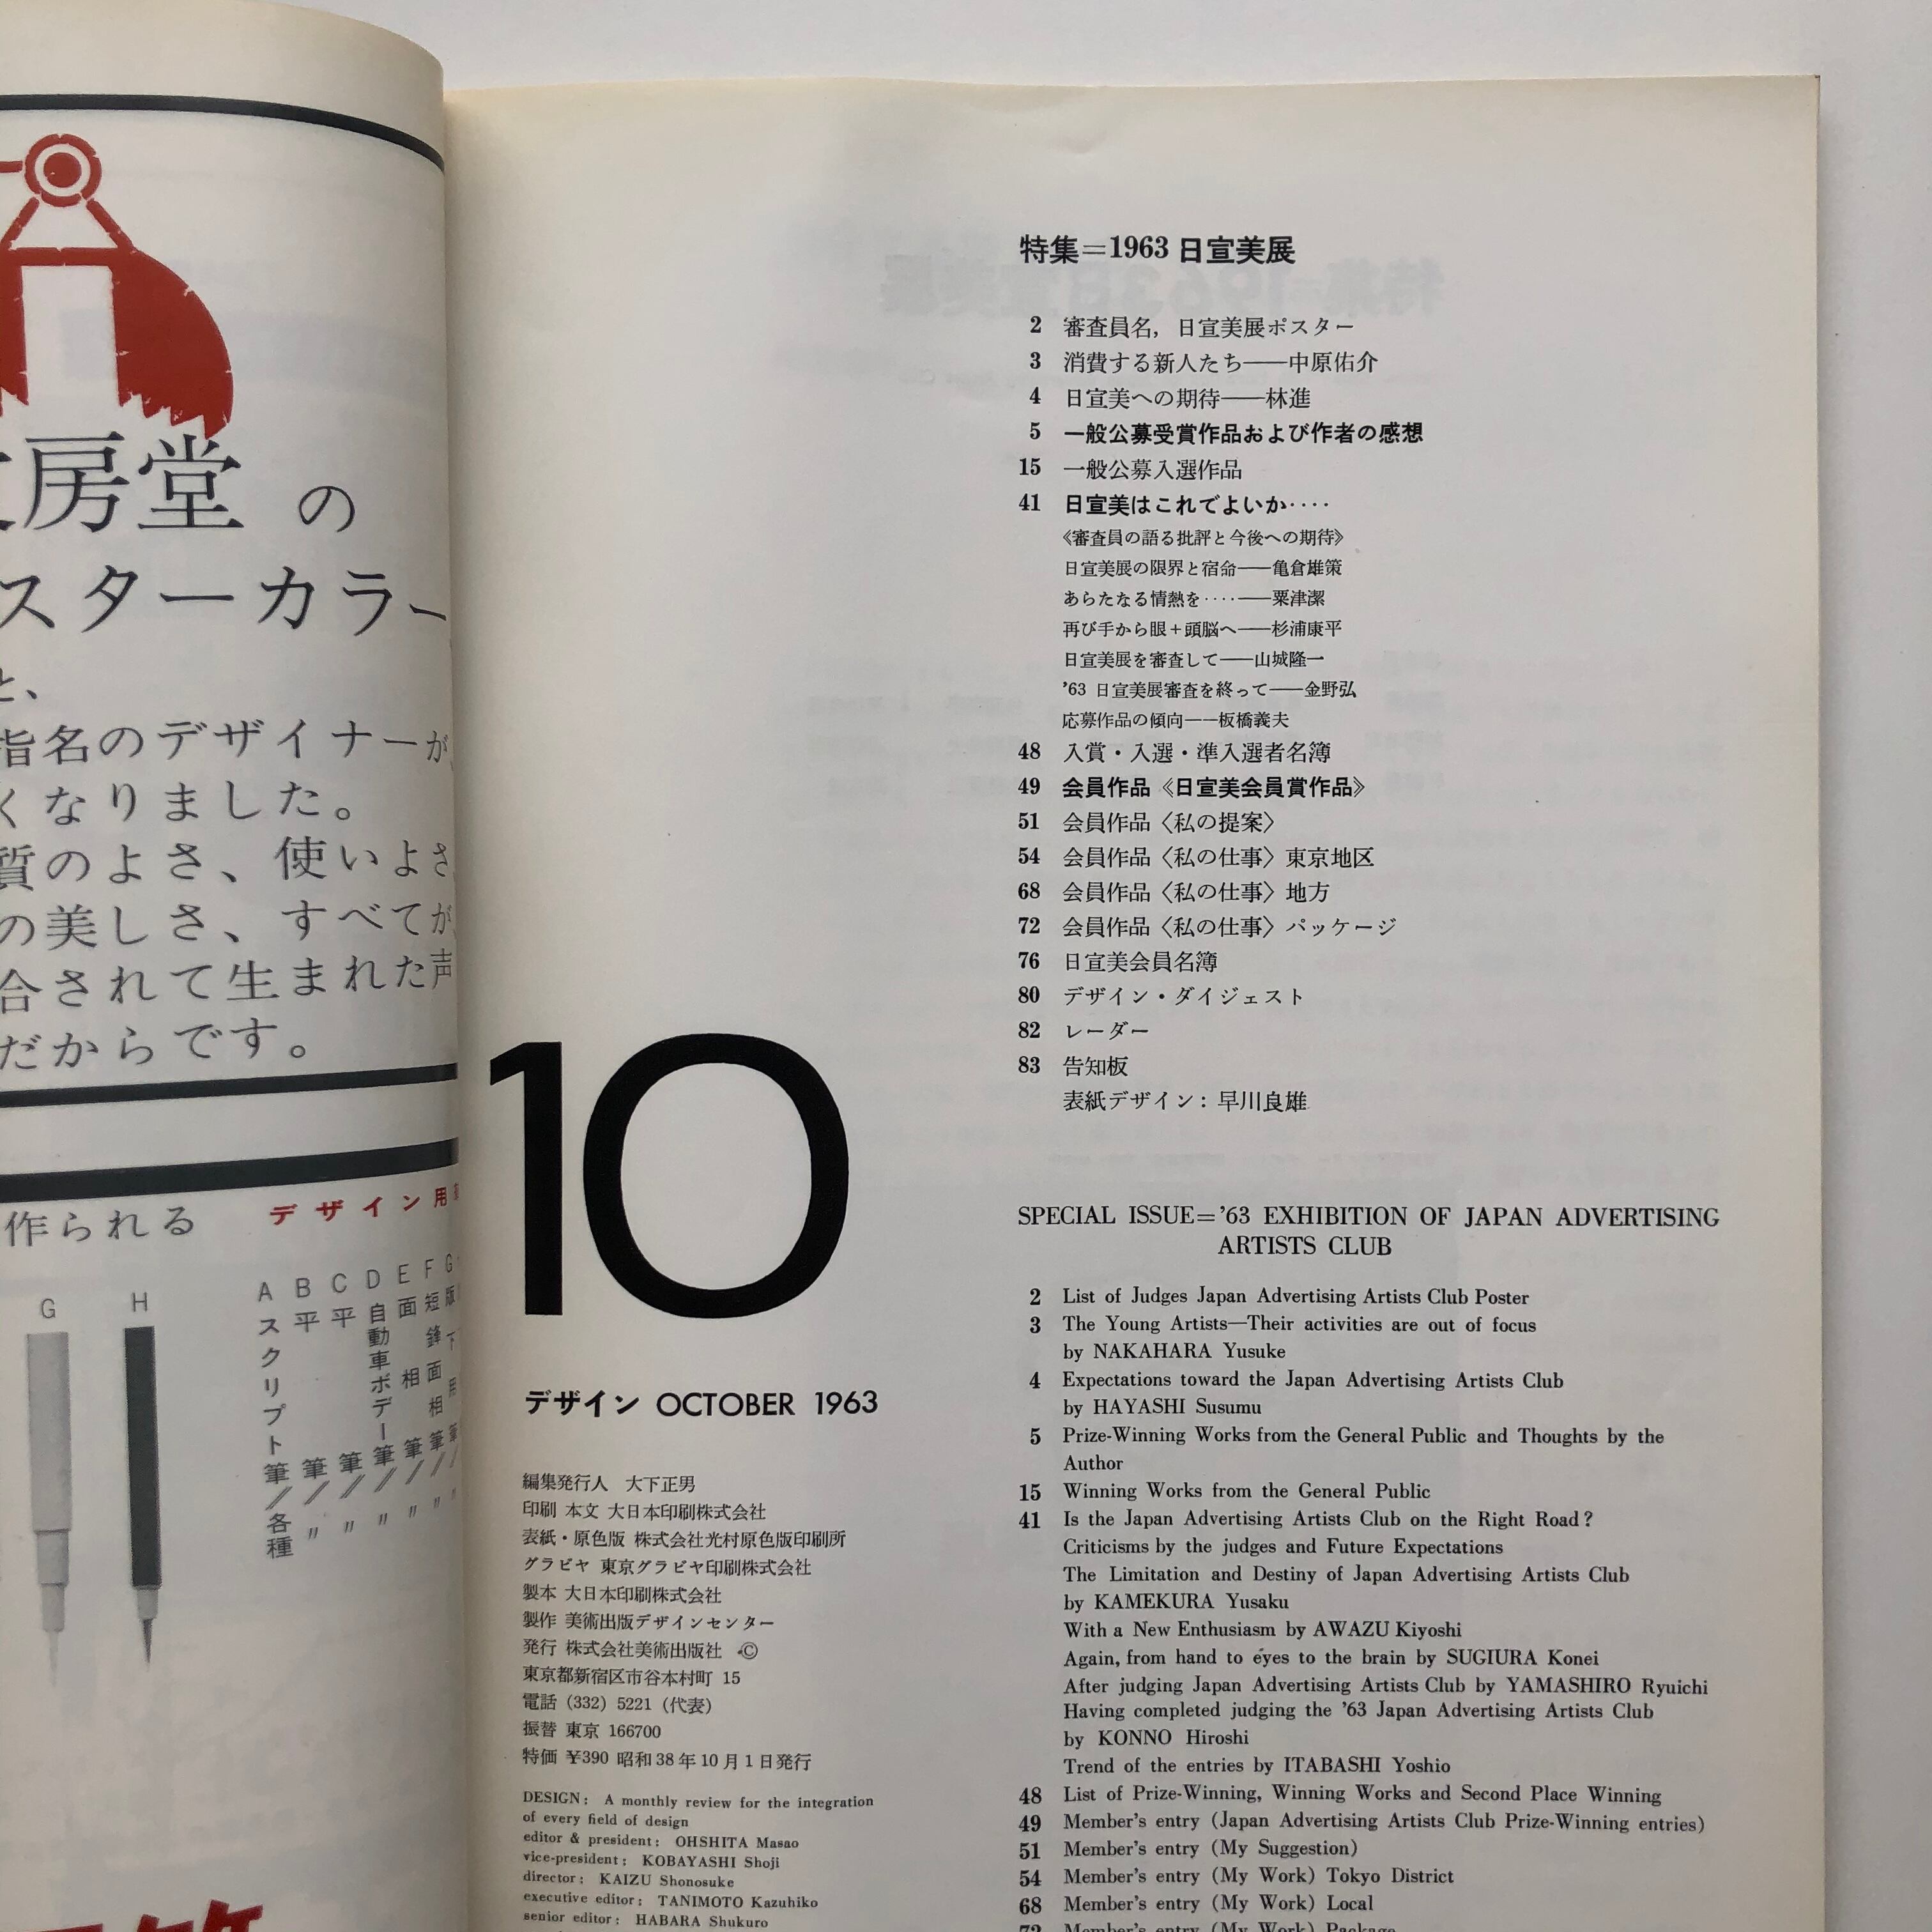 房堂の
スターカラー
と、
指名のデザイナーが、
くなりました。
質のよさ、使いよさ
の美しさ、すべてが
合されて生まれた声
だからです。
作られる
デザイン用
G
H
A スクリプト筆/各種
B 平筆/〃
C 平筆/〃
D 自動車ボデー筆/〃
E 面相筆/〃
F 短鋒面相筆/〃
G 版下用筆/〃
10
デザイン OCTOBER 1963
編集発行人 大下正男
印刷 本文 大日本印刷株式会社
表紙・原色版 株式会社光村原色版印刷所
グラビヤ 東京グラビヤ印刷株式会社
製本 大日本印刷株式会社
製作 美術出版デザインセンター
発行 株式会社美術出版社 ©
東京都新宿区市谷本村町 15
電話（332）5221（代表）
振替 東京 166700
特価 ¥390 昭和38年10月1日発行
DESIGN: A monthly review for the integration
of every field of design
editor & president: OHSHITA Masao
vice-president: KOBAYASHI Shoji
director: KAIZU Shonosuke
executive editor: TANIMOTO Kazuhiko
senior editor: HABARA Shukuro
特集＝1963 日宣美展
2 審査員名，日宣美展ポスター
3 消費する新人たち——中原佑介
4 日宣美への期待——林進
5 一般公募受賞作品および作者の感想
15 一般公募入選作品
41 日宣美はこれでよいか‥‥
《審査員の語る批評と今後への期待》
日宣美展の限界と宿命——亀倉雄策
あらたなる情熱を‥‥——粟津潔
再び手から眼＋頭脳へ——杉浦康平
日宣美展を審査して——山城隆一
’63 日宣美展審査を終って——金野弘
応募作品の傾向——板橋義夫
48 入賞・入選・準入選者名簿
49 会員作品《日宣美会員賞作品》
51 会員作品〈私の提案〉
54 会員作品〈私の仕事〉東京地区
68 会員作品〈私の仕事〉地方
72 会員作品〈私の仕事〉パッケージ
76 日宣美会員名簿
80 デザイン・ダイジェスト
82 レーダー
83 告知板
表紙デザイン：早川良雄
SPECIAL ISSUE=’63 EXHIBITION OF JAPAN ADVERTISING
ARTISTS CLUB
2 List of Judges Japan Advertising Artists Club Poster
3 The Young Artists—Their activities are out of focus
by NAKAHARA Yusuke
4 Expectations toward the Japan Advertising Artists Club
by HAYASHI Susumu
5 Prize-Winning Works from the General Public and Thoughts by the
Author
15 Winning Works from the General Public
41 Is the Japan Advertising Artists Club on the Right Road?
Criticisms by the judges and Future Expectations
The Limitation and Destiny of Japan Advertising Artists Club
by KAMEKURA Yusaku
With a New Enthusiasm by AWAZU Kiyoshi
Again, from hand to eyes to the brain by SUGIURA Konei
After judging Japan Advertising Artists Club by YAMASHIRO Ryuichi
Having completed judging the ’63 Japan Advertising Artists Club
by KONNO Hiroshi
Trend of the entries by ITABASHI Yoshio
48 List of Prize-Winning, Winning Works and Second Place Winning
49 Member’s entry (Japan Advertising Artists Club Prize-Winning entries)
51 Member’s entry (My Suggestion)
54 Member’s entry (My Work) Tokyo District
68 Member’s entry (My Work) Local
72 Member’s entry (My Work) Package